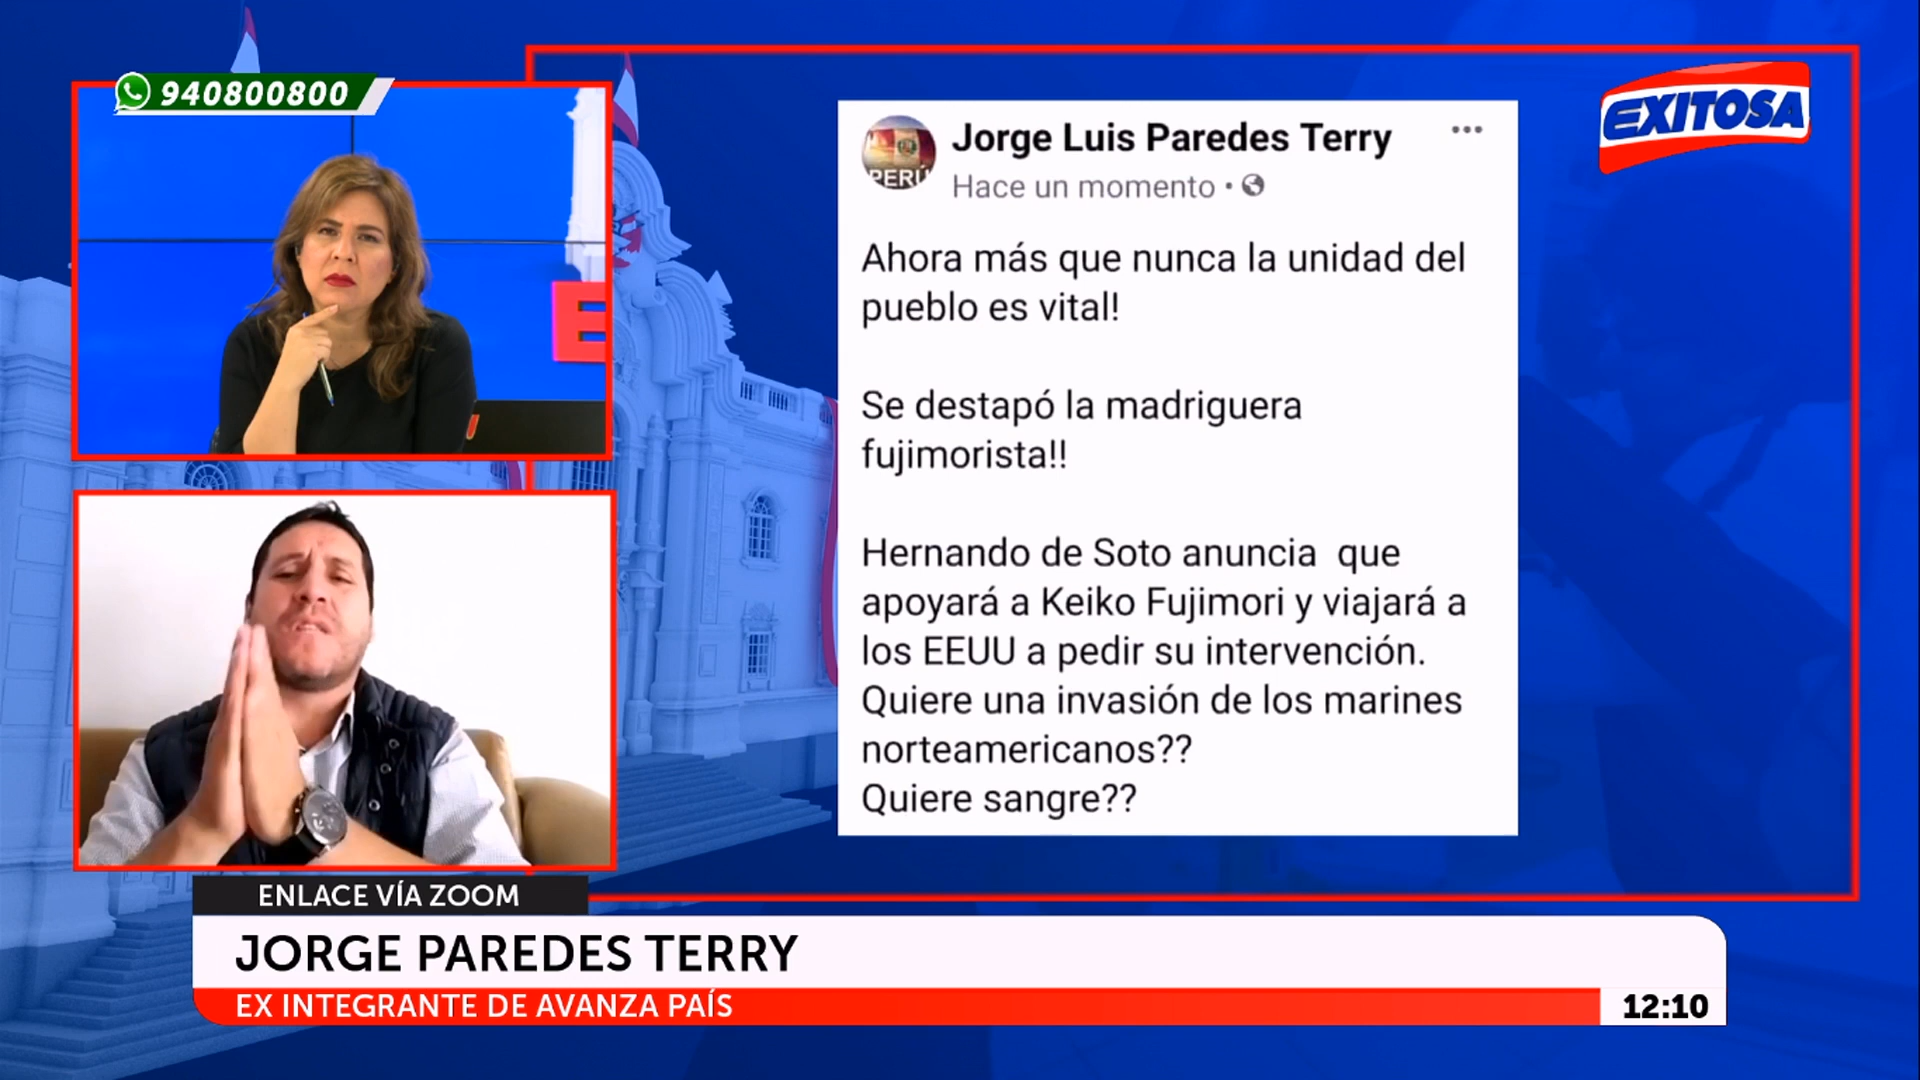 940800800
EXITOSA
Jorge Luis Paredes Terry
Hace un momento •
PERÚ
Ahora más que nunca la unidad del
pueblo es vital!
Se destapó la madriguera
fujimorista!!
Hernando de Soto anuncia que
apoyará a Keiko Fujimori y viajará a
los EEUU a pedir su intervención.
Quiere una invasión de los marines
norteamericanos??
Quiere sangre??
E
ENLACE VÍA ZOOM
JORGE PAREDES TERRY
EX INTEGRANTE DE AVANZA PAÍS
12:10